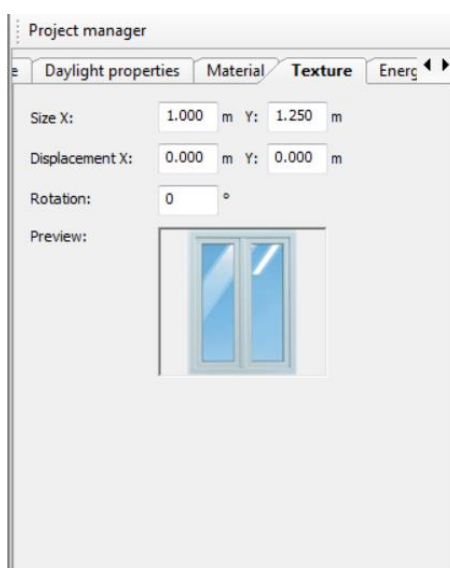 Project manager
e Daylight properties Material Texture Energ
Size X: 1.000 m Y: 1.250 m
Displacement X: 0.000 m Y: 0.000 m
Rotation: 0 °
Preview: